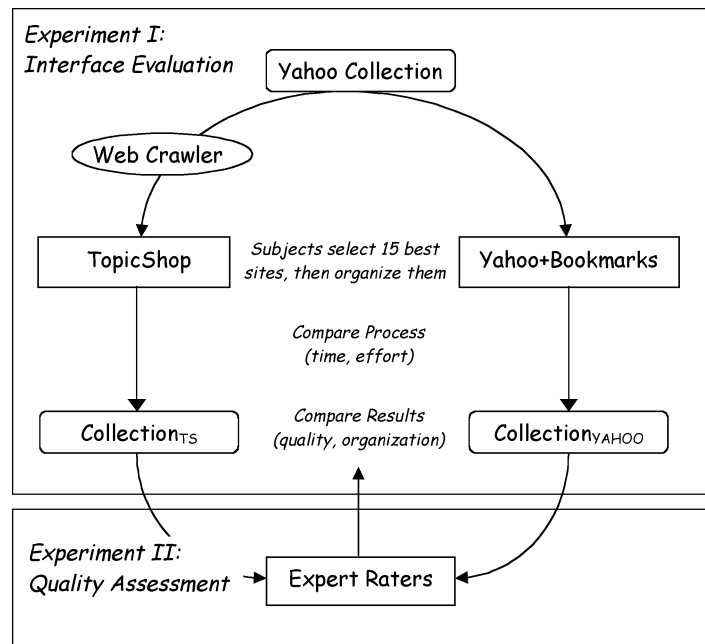 Experiment I:
Interface Evaluation
Yahoo Collection
Web Crawler
TopicShop
Subjects select 15 best
sites, then organize them
Yahoo+Bookmarks
Compare Process
(time, effort)
Compare Results
(quality, organization)
CollectionTS
CollectionYAHOO
Experiment II:
Quality Assessment
Expert Raters